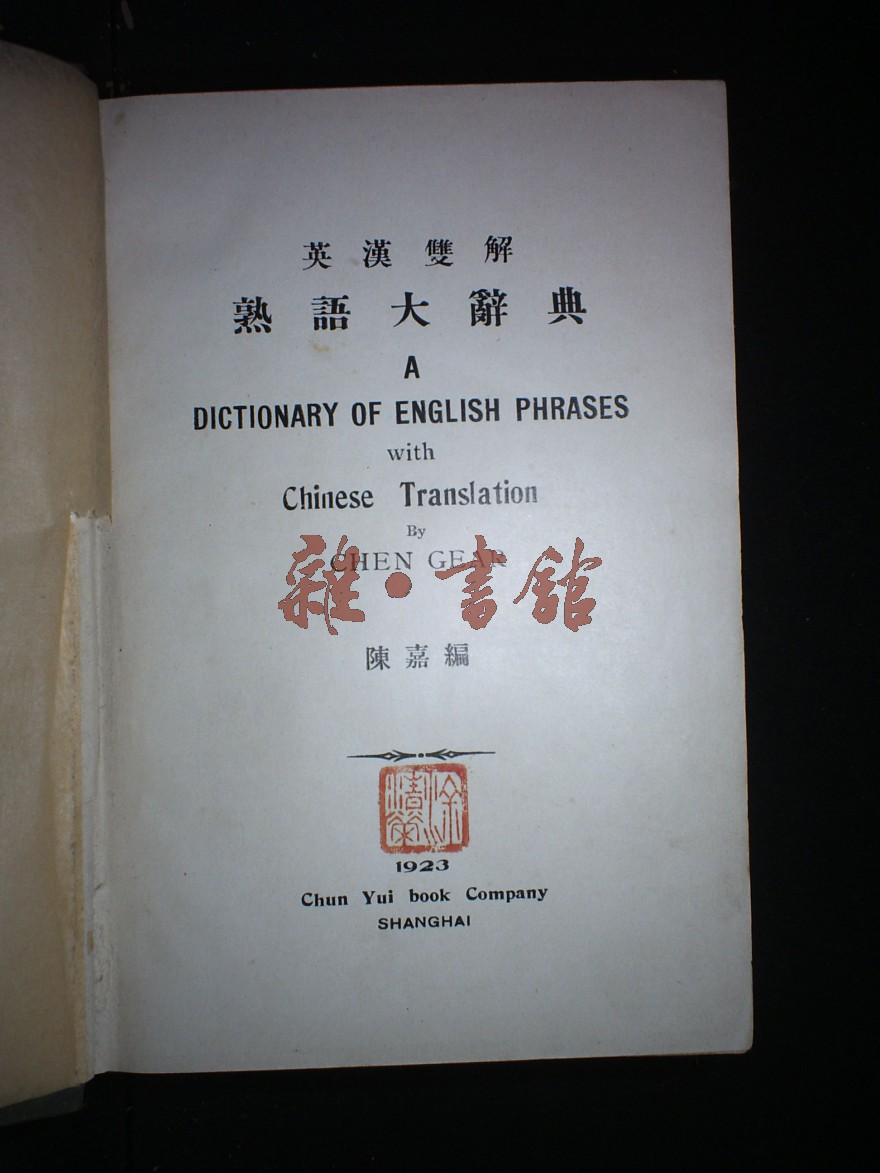 英漢雙解
熟語大辭典
A
DICTIONARY OF ENGLISH PHRASES
with
Chinese Translation
By
CHEN GEAR
雜·書館
陳嘉編
1923
Chun Yui book Company
SHANGHAI